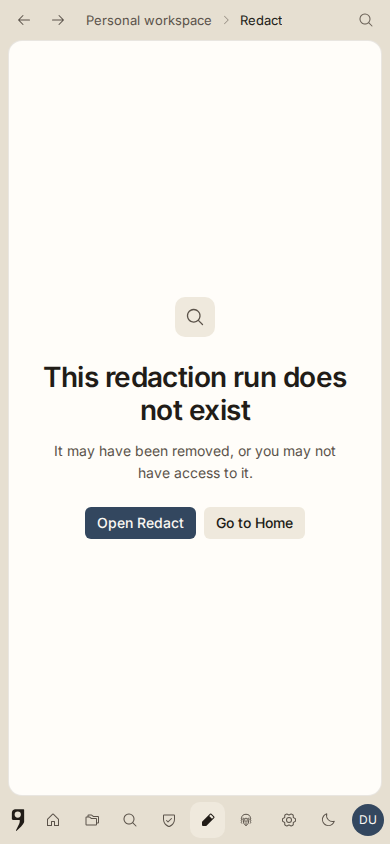 Personal workspace > Redact
This redaction run does
not exist
It may have been removed, or you may not
have access to it.
Open Redact Go to Home
DU